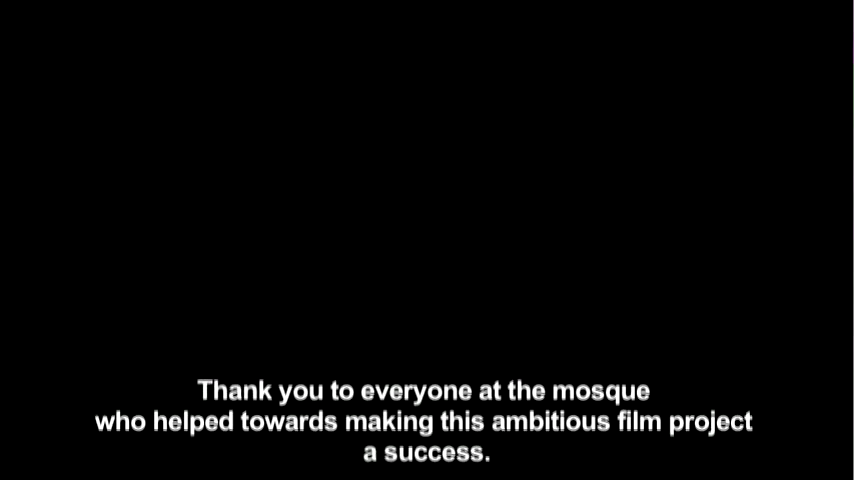 Thank you to everyone at the mosque
who helped towards making this ambitious film project
a success.